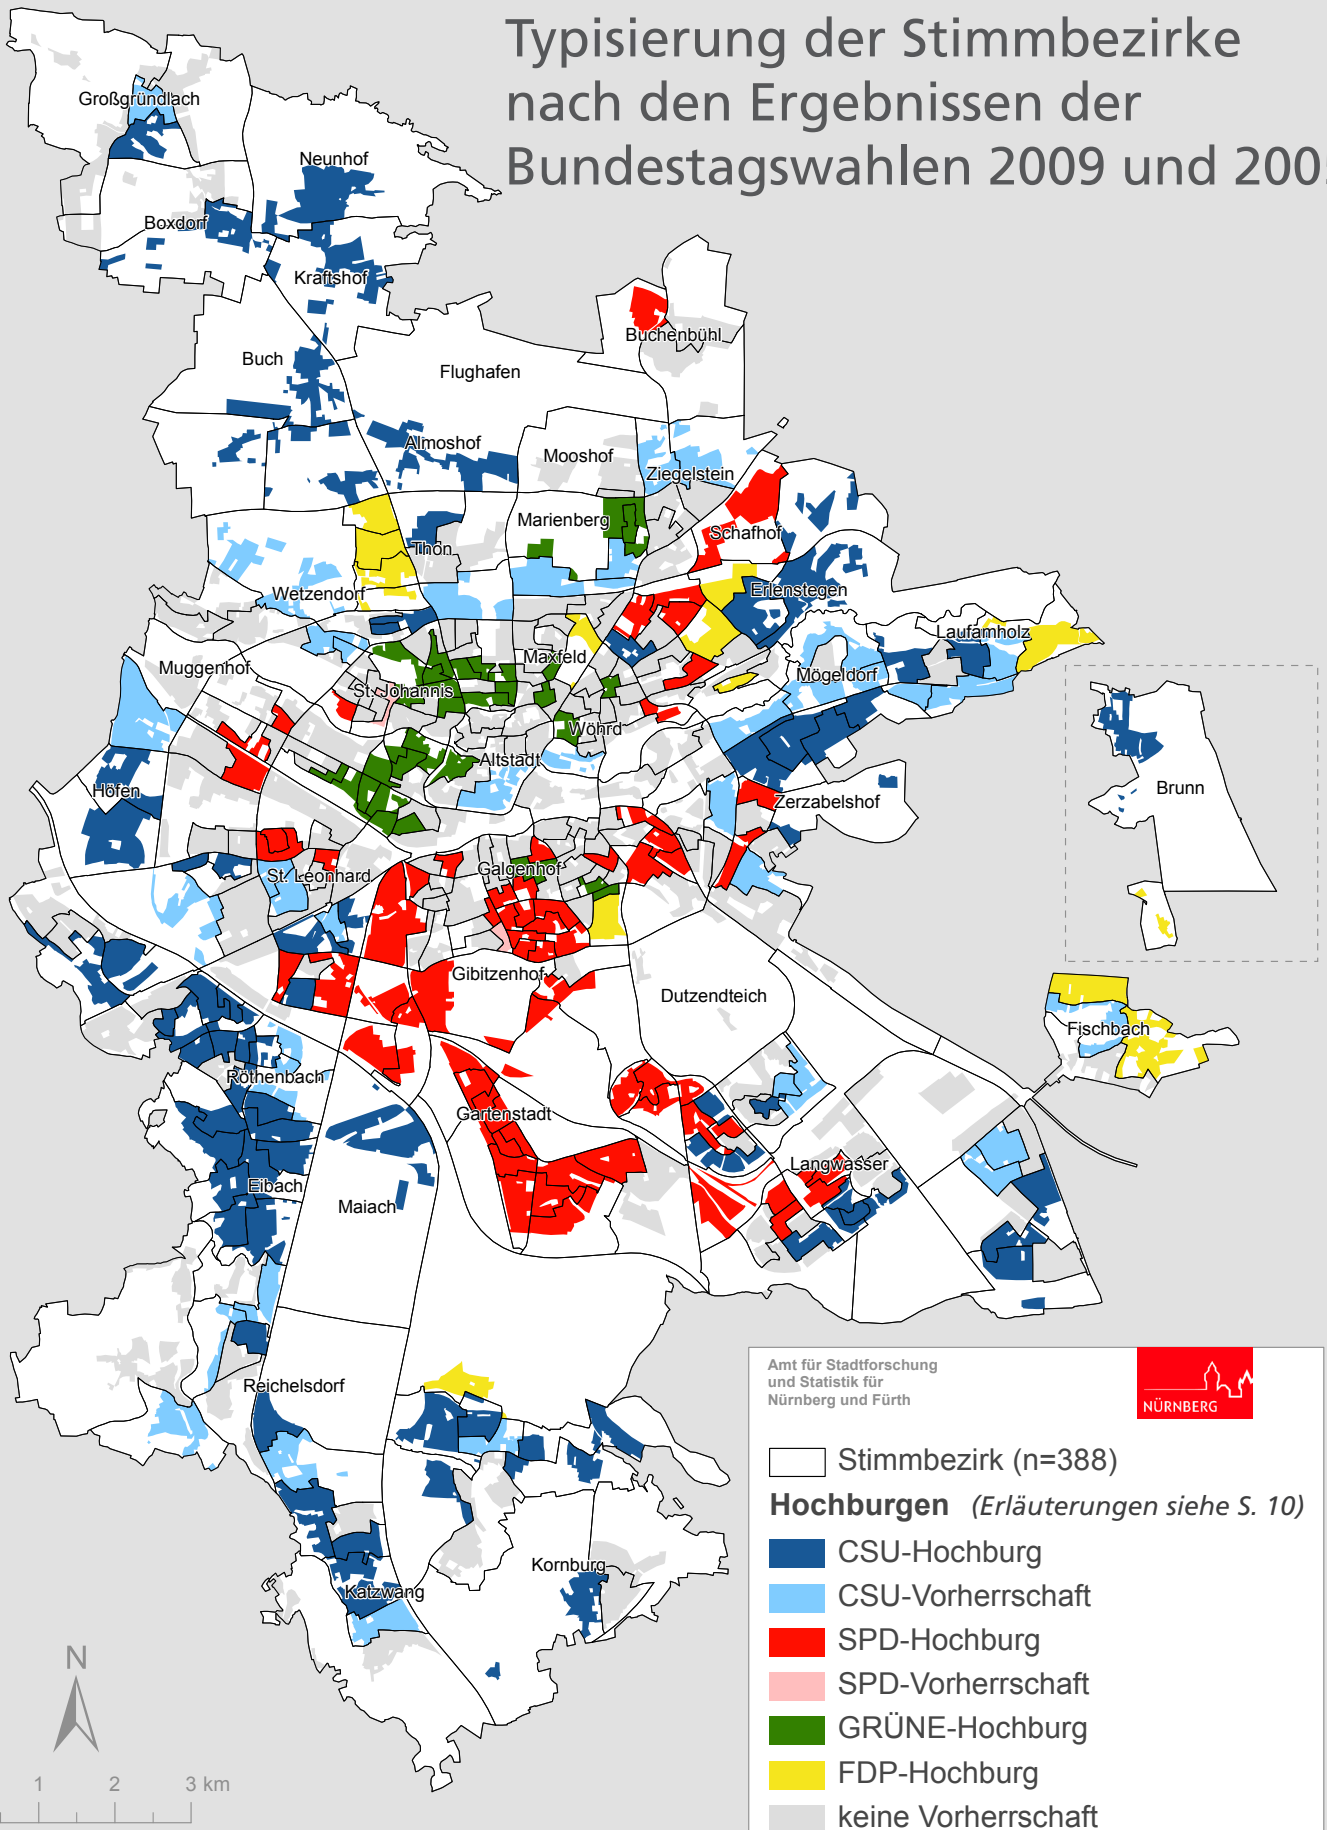 Typisierung der Stimmbezirke
nach den Ergebnissen der
Bundestagswahlen 2009 und 200
Großgründlach
Neunhof
Boxdorf
Kraftshof
Buchenbühl
Buch
Flughafen
Almoshof
Mooshof
Ziegelstein
Marienberg
Schafhof
Thon
Wetzendorf
Erlenstegen
Laufamholz
Maxfeld
Muggenhof
Mögeldorf
St. Johannis
Wöhrd
Altstadt
Höfen
Zerzabelshof
Brunn
St. Leonhard
Galgenhof
Gibitzenhof
Dutzendteich
Fischbach
Röthenbach
Gartenstadt
Langwasser
Eibach
Maiach
Reichelsdorf
Kornburg
Katzwang
Amt für Stadtforschung
und Statistik für
Nürnberg und Fürth
NÜRNBERG
Stimmbezirk (n=388)
Hochburgen (Erläuterungen siehe S. 10)
CSU-Hochburg
CSU-Vorherrschaft
SPD-Hochburg
SPD-Vorherrschaft
GRÜNE-Hochburg
FDP-Hochburg
keine Vorherrschaft
N
1 2 3 km